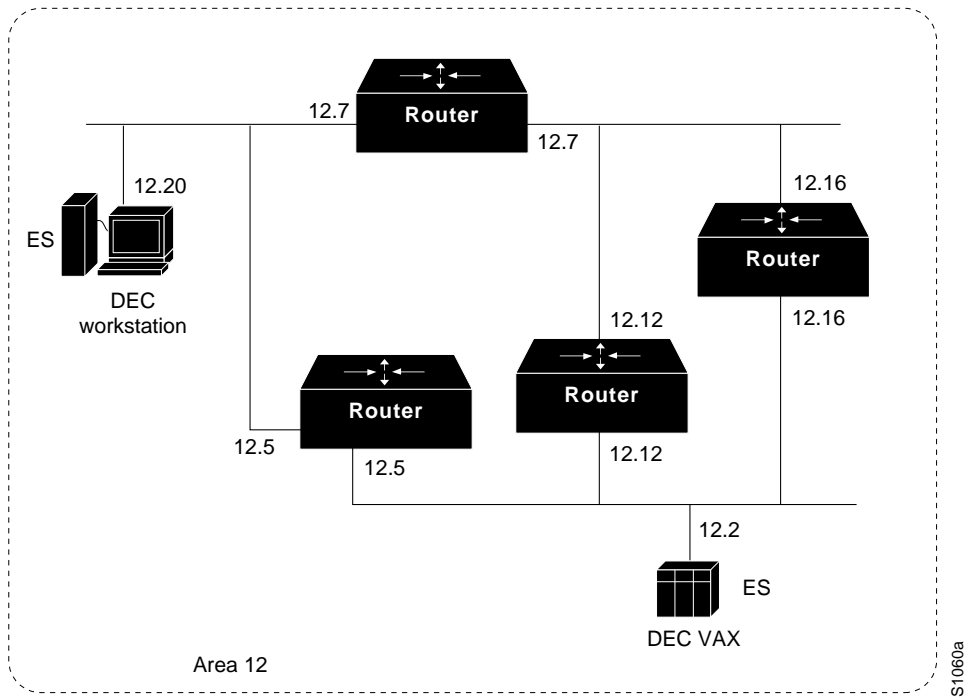 Router
12.7
12.7
12.20
12.16
ES
Router
DEC
workstation
12.16
12.12
Router
Router
12.5
12.5
12.12
12.2
ES
DEC VAX
Area 12
S1060a